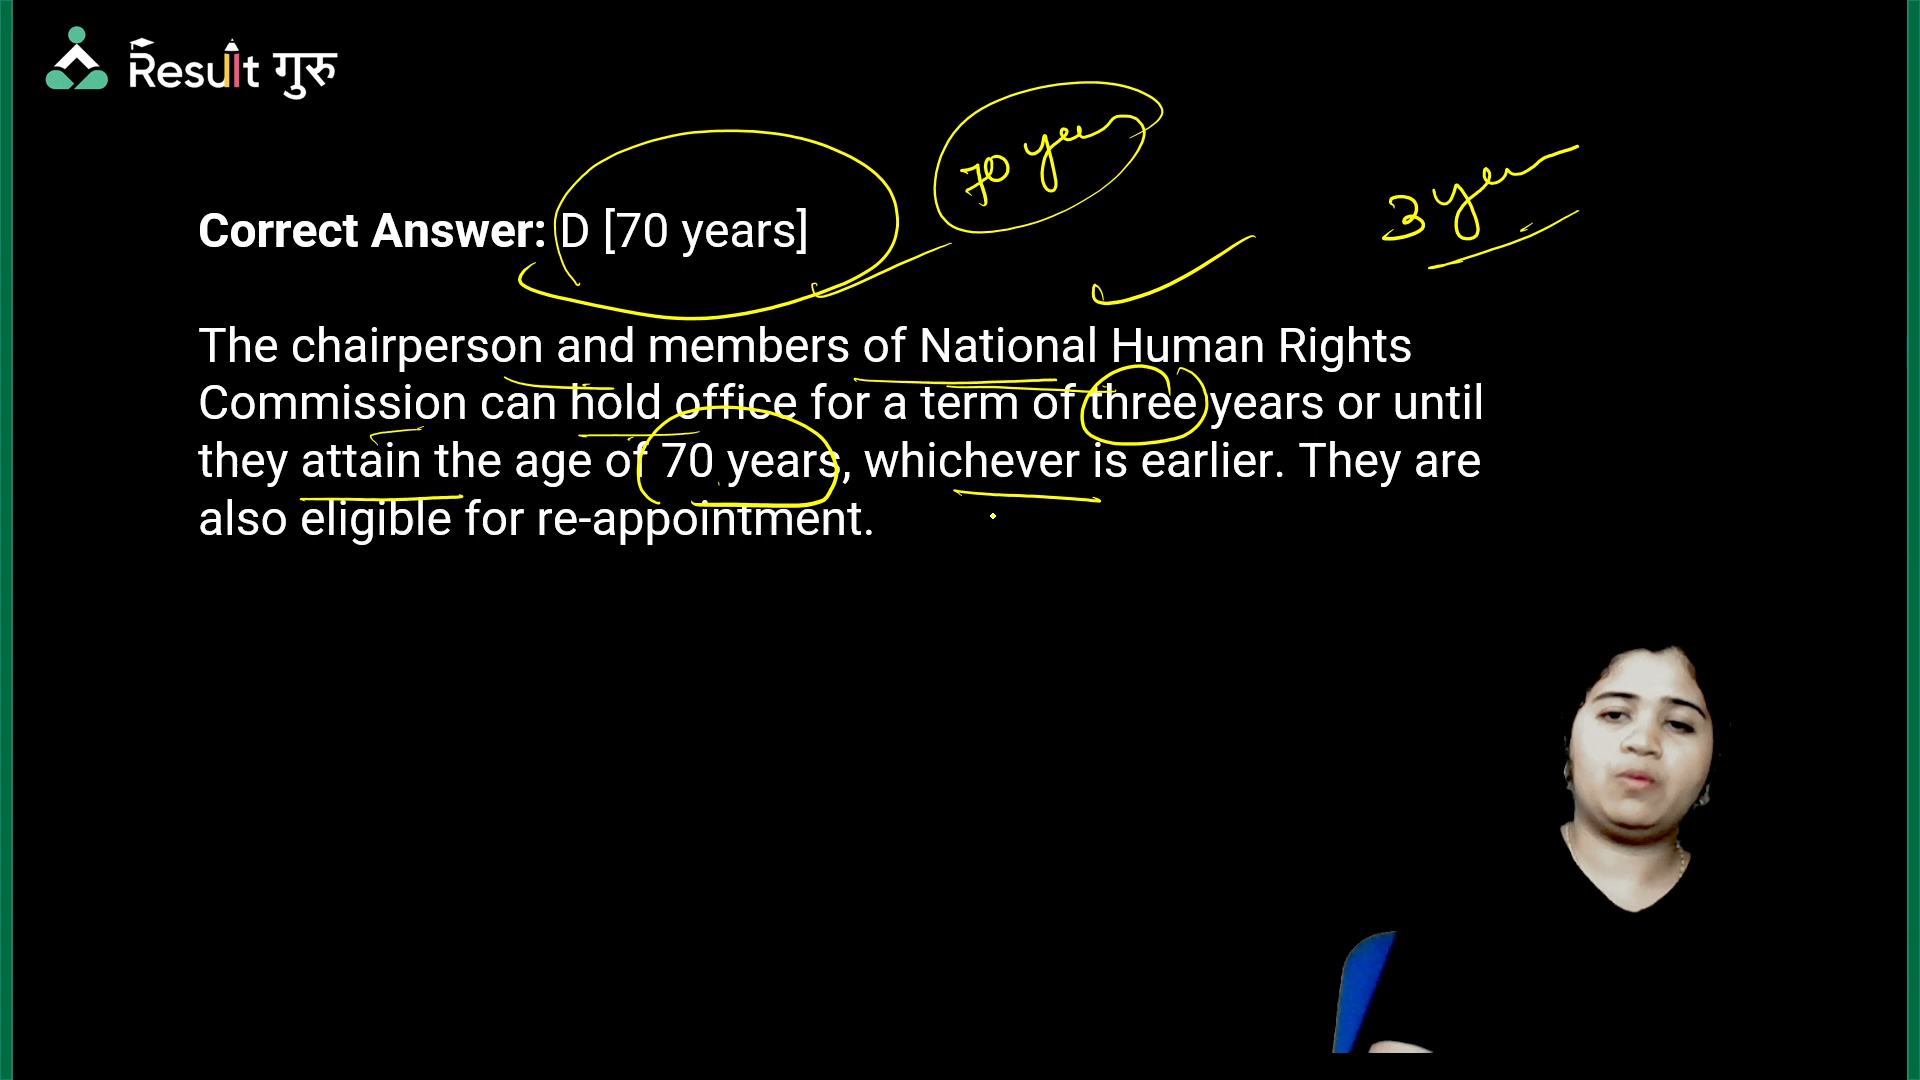 Result गुरु
70 year
3 year
Correct Answer: D [70 years]
The chairperson and members of National Human Rights
Commission can hold office for a term of three years or until
they attain the age of 70 years, whichever is earlier. They are
also eligible for re-appointment.